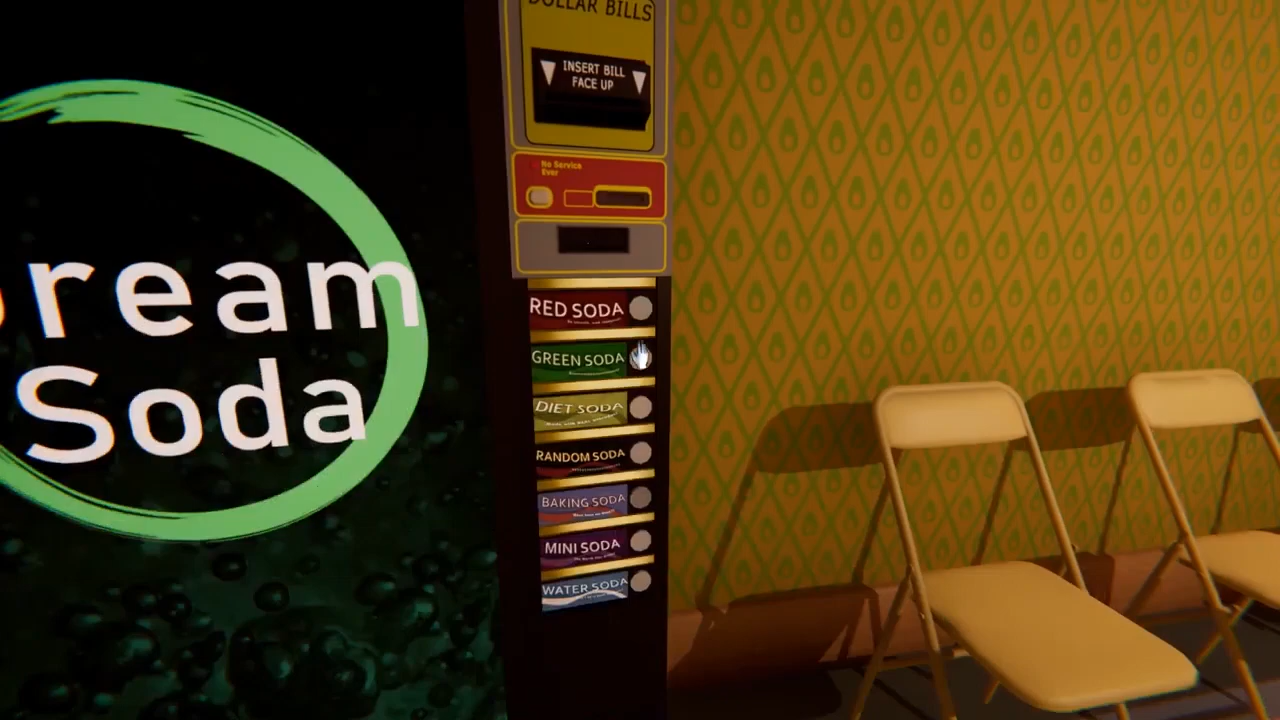 Dream
Soda
DOLLAR BILLS
INSERT BILL
FACE UP
No Service
Ever
RED SODA
GREEN SODA
DIET SODA
RANDOM SODA
BAKING SODA
MINI SODA
WATER SODA